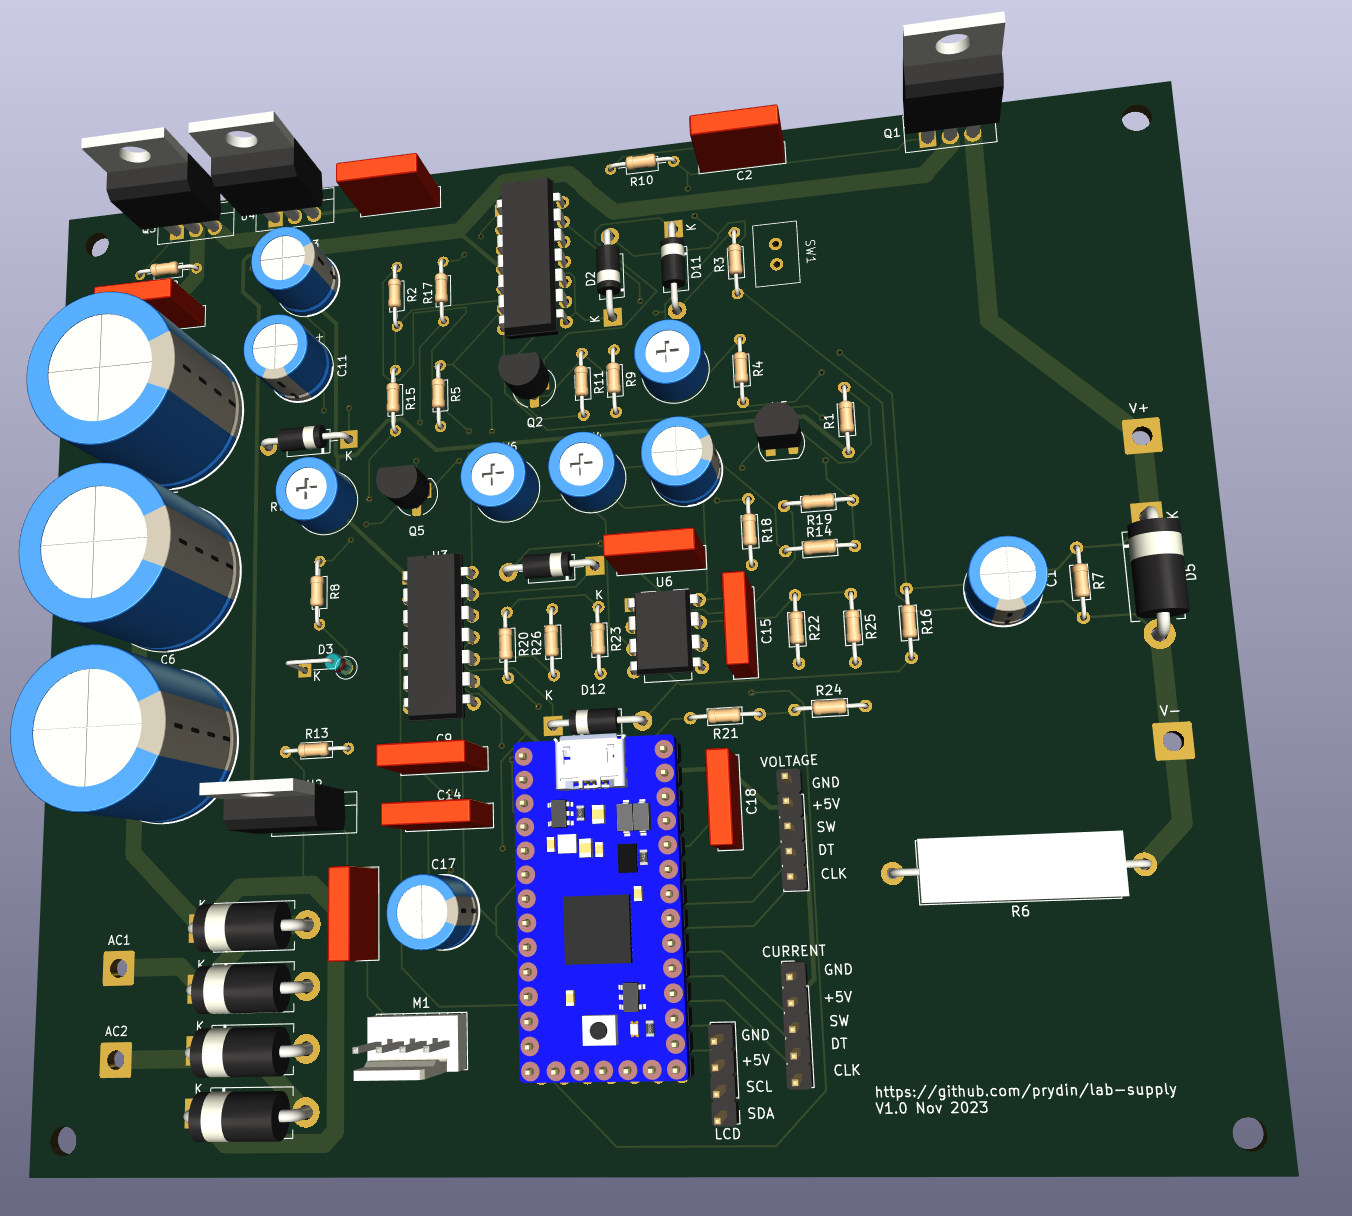 Q1
C2
R10
K
SW1
D2
D11
R3
R2
R17
K
C11
R15
R5
R11
R9
R4
Q2
R1
V+
K
K
Q5
R18
R19
R14
K
D5
U6
C1
R7
R8
K
C15
R22
R25
R16
R20
R26
R23
C6
D3
K
K
D12
R24
R21
V-
R13
C9
VOLTAGE
GND
+5V
SW
DT
CLK
C14
C18
C17
R6
AC1
K
K
CURRENT
GND
+5V
SW
DT
CLK
M1
AC2
K
K
GND
+5V
SCL
SDA
LCD
https://github.com/prydin/lab-supply
V1.0 Nov 2023